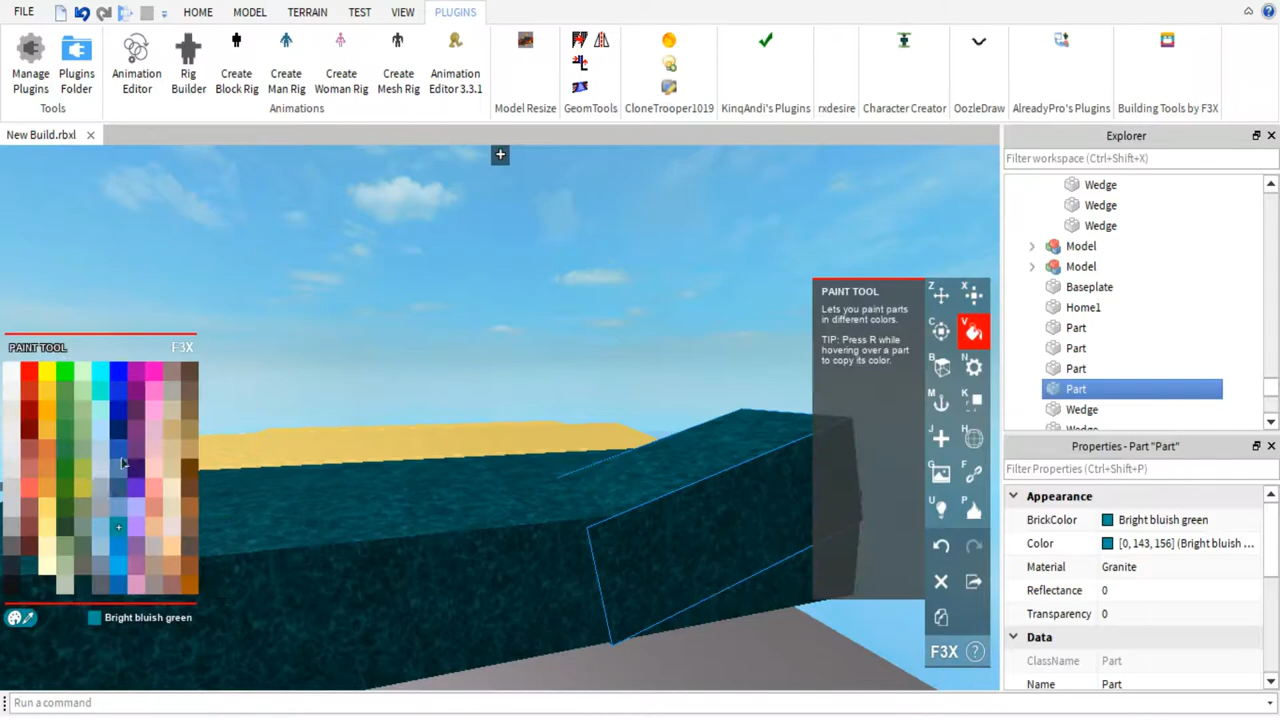 FILE
HOME
MODEL
TERRAIN
TEST
VIEW
PLUGINS
Manage
Plugins
Plugins
Folder
Animation
Editor
Rig
Builder
Create
Block Rig
Create
Man Rig
Create
Woman Rig
Create
Mesh Rig
Animation
Editor 3.3.1
Tools
Animations
Model Resize
GeomTools
CloneTrooper1019
KinqAndi's Plugins
rxdesire
Character Creator
OozleDraw
AlreadyPro's Plugins
Building Tools by F3X
New Build.rbxl
Explorer
Filter workspace (Ctrl+Shift+X)
Wedge
Wedge
Wedge
Model
Model
Baseplate
Home1
Part
Part
Part
Part
Wedge
Wedge
Properties - Part "Part"
Filter Properties (Ctrl+Shift+P)
Appearance
BrickColor
Bright bluish green
Color
[0, 143, 156] (Bright bluish ...
Material
Granite
Reflectance
0
Transparency
0
Data
ClassName
Part
Name
Part
PAINT TOOL
Lets you paint parts
in different colors.
TIP: Press R while
hovering over a part
to copy its color.
Z
X
C
V
B
N
M
K
J
H
G
F
U
P
F3X
?
PAINT TOOL
F3X
Bright bluish green
Run a command